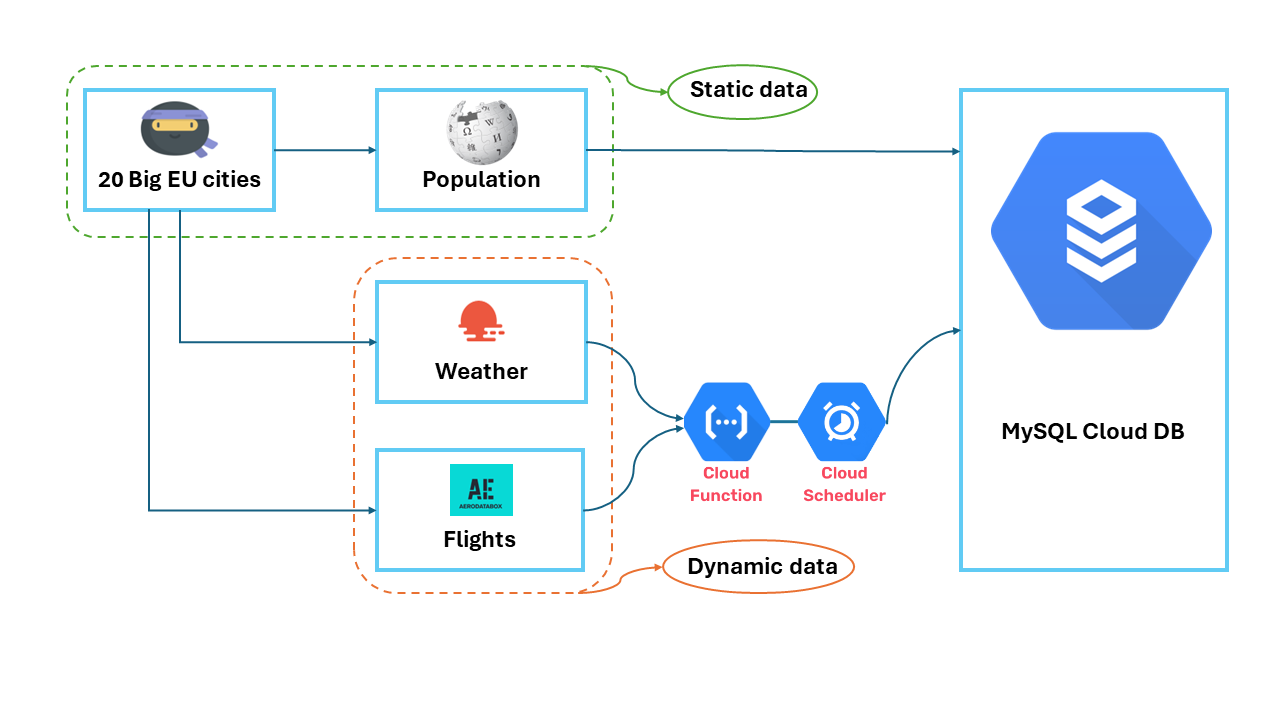 Static data
20 Big EU cities
Ω
W
И
Population
Weather
AE
AERODATABOX
Flights
Cloud
Function
Cloud
Scheduler
Dynamic data
MySQL Cloud DB